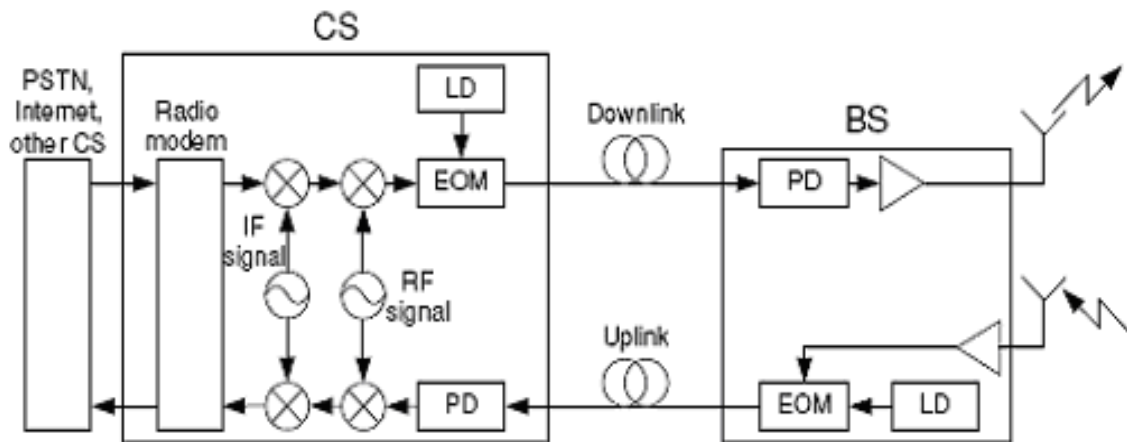 CS
PSTN,
Internet,
other CS
Radio
modem
LD
EOM
Downlink
BS
PD
IF
signal
RF
signal
Uplink
PD
EOM
LD